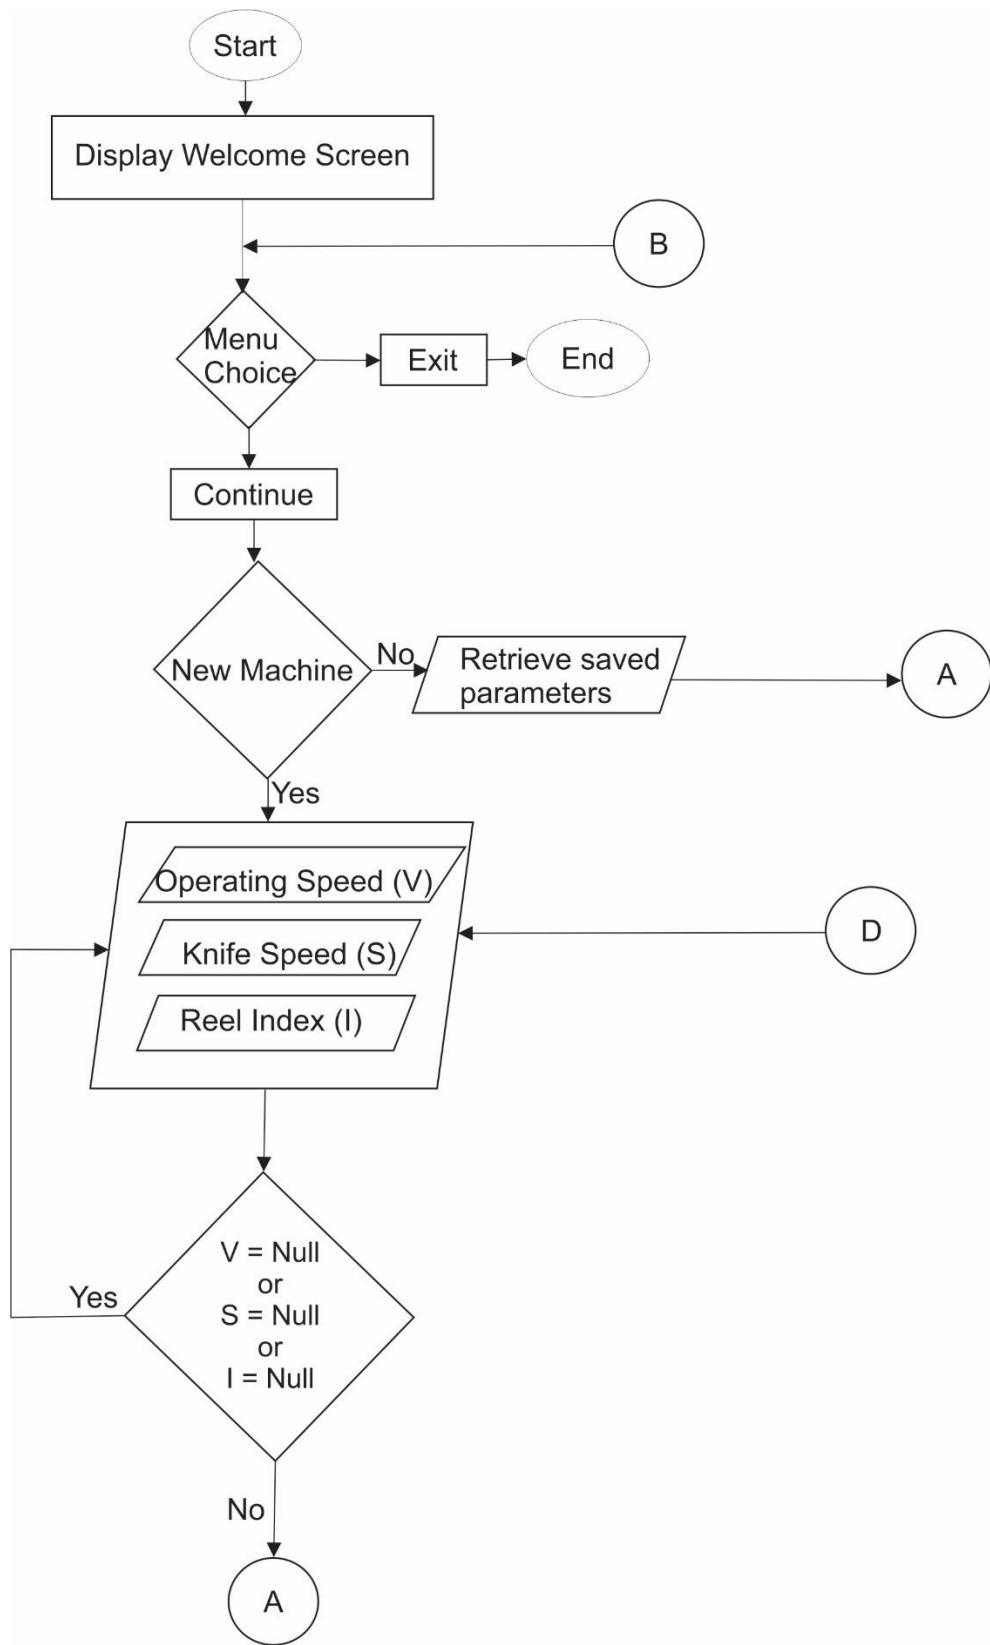 Start
Display Welcome Screen
B
Menu
Choice
Exit
End
Continue
New Machine
No
Retrieve saved
parameters
A
Yes
Operating Speed (V)
Knife Speed (S)
Reel Index (I)
D
V = Null
or
S = Null
or
I = Null
Yes
No
A